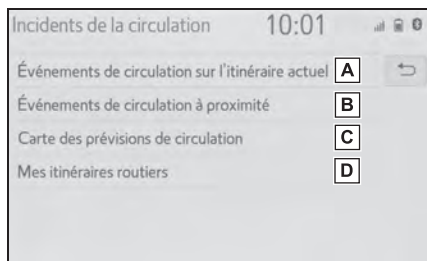 Incidents de la circulation 10:01
Événements de circulation sur l'itinéraire actuel A
Événements de circulation à proximité B
Carte des prévisions de circulation C
Mes itinéraires routiers D